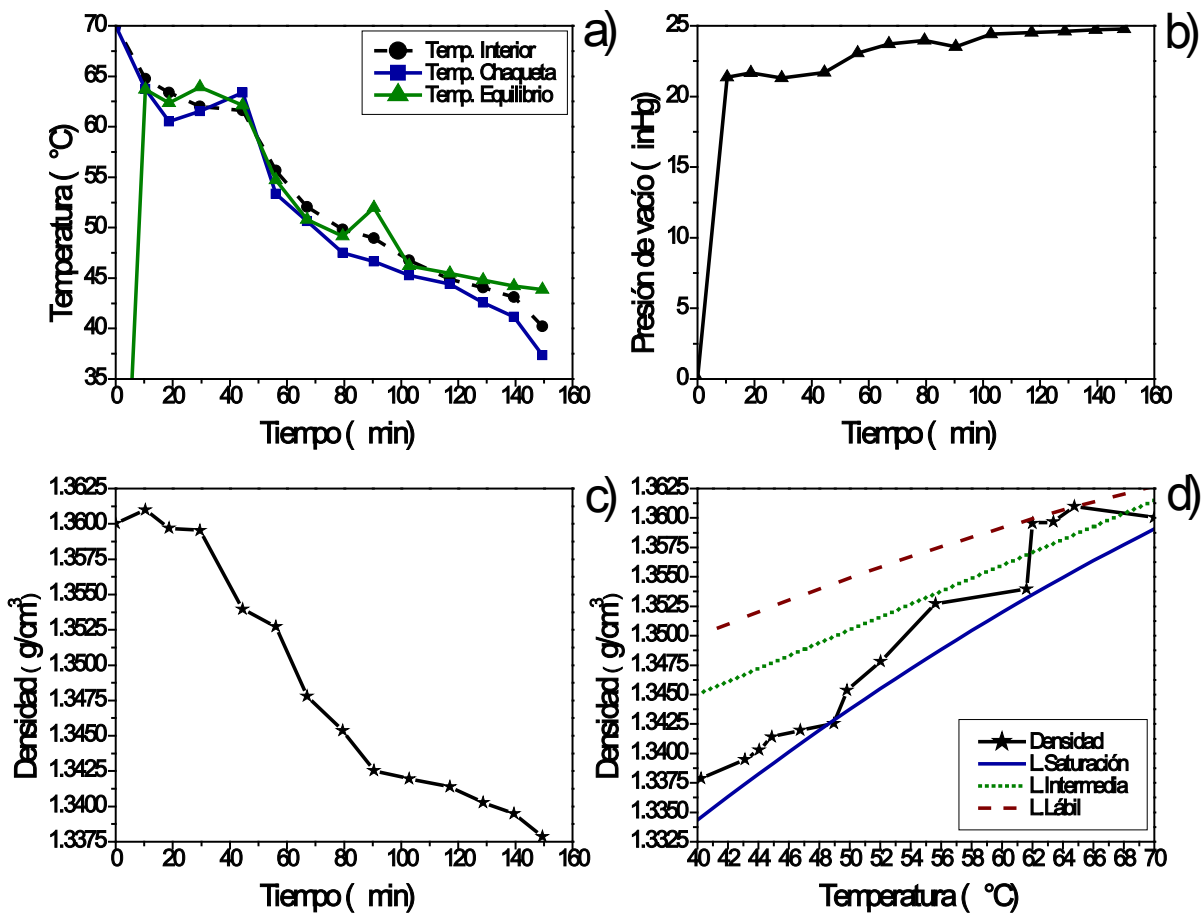 a)
70
65
60
55
50
45
40
35
Temperatura ( °C)
Temp. Interior
Temp. Chaqueta
Temp. Equilibrio
0 20 40 60 80 100 120 140 160
Tiempo ( min)
b)
25
20
15
10
5
0
Presión de vacío ( inHg)
0 20 40 60 80 100 120 140 160
Tiempo ( min)
c)
1.3625
1.3600
1.3575
1.3550
1.3525
1.3500
1.3475
1.3450
1.3425
1.3400
1.3375
Densidad ( g/cm³
0 20 40 60 80 100 120 140 160
Tiempo ( min)
d)
1.3625
1.3600
1.3575
1.3550
1.3525
1.3500
1.3475
1.3450
1.3425
1.3400
1.3375
1.3350
1.3325
Densidad ( g/cm³
Densidad
L.Saturación
L.Intermedia
L.Lábil
40 42 44 46 48 50 52 54 56 58 60 62 64 66 68 70
Temperatura ( °C)